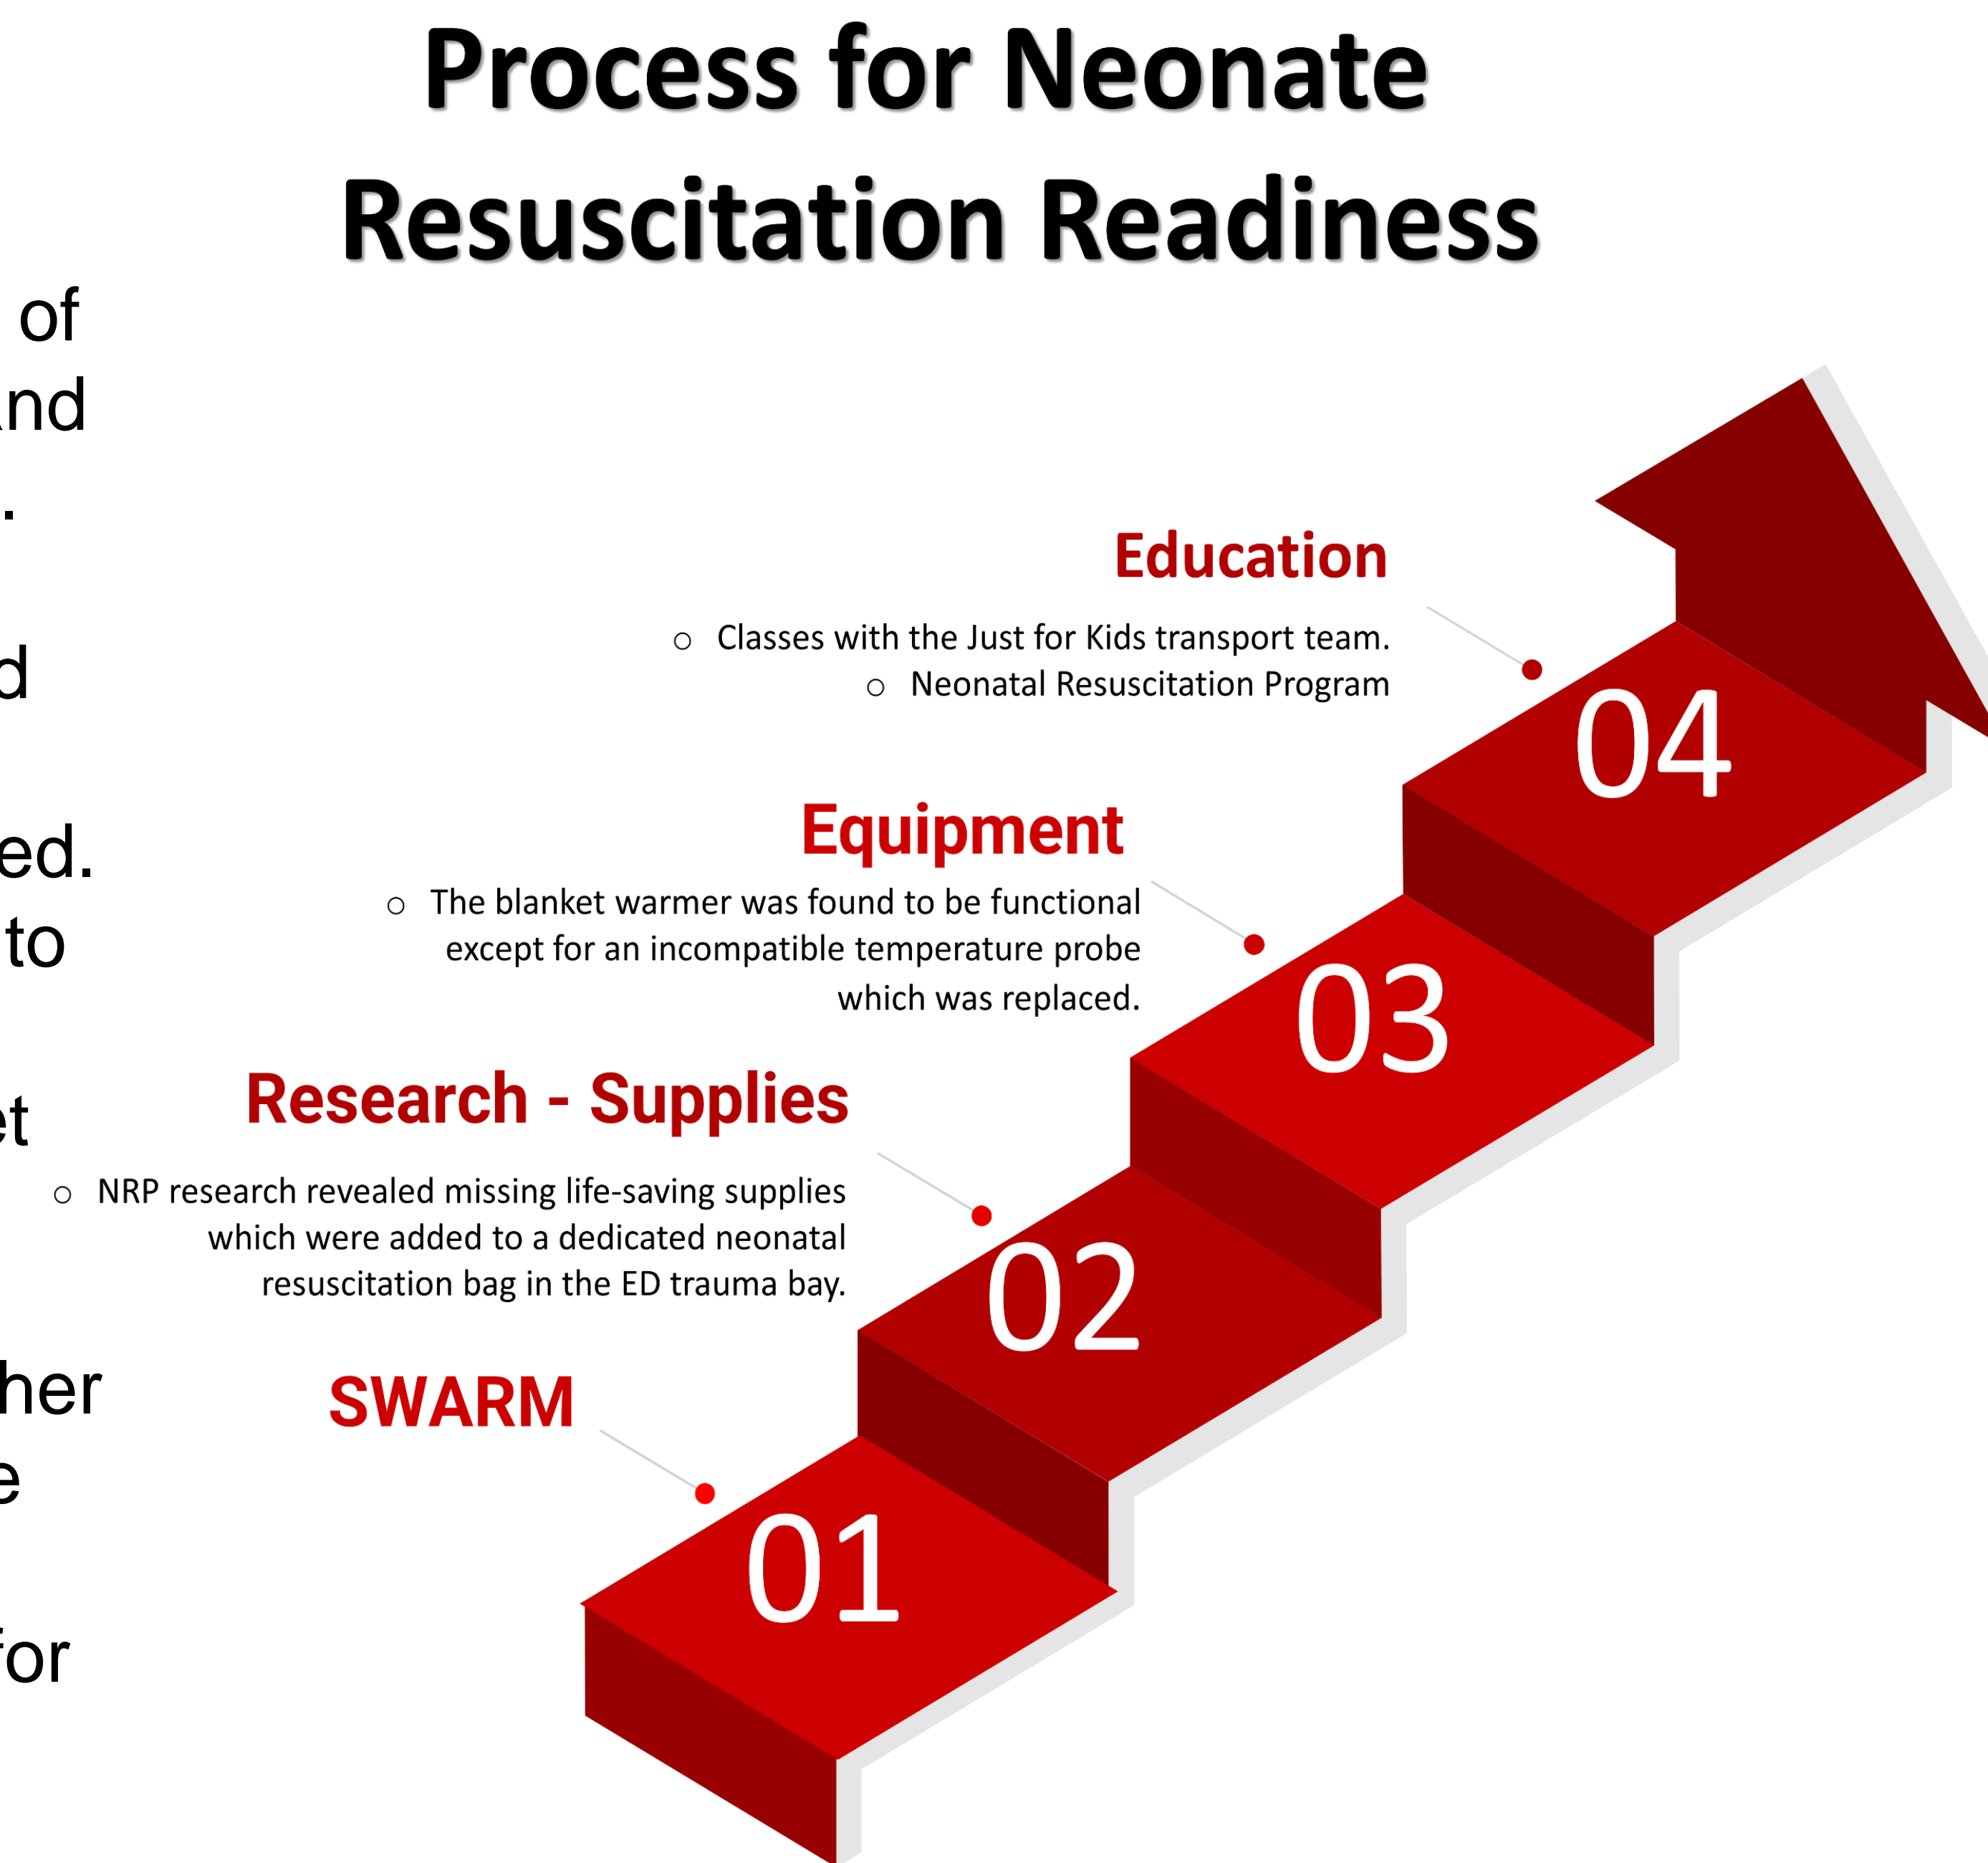 Process for Neonate
Resuscitation Readiness
of
nd
.
d
ed.
to
et
her
e
for
Education
○ Classes with the Just for Kids transport team.
○ Neonatal Resuscitation Program
04
Equipment
○ The blanket warmer was found to be functional
except for an incompatible temperature probe
which was replaced.
03
Research - Supplies
○ NRP research revealed missing life-saving supplies
which were added to a dedicated neonatal
resuscitation bag in the ED trauma bay.
02
SWARM
01